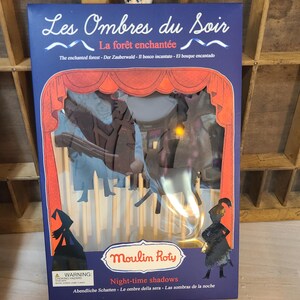 Les Ombres du Soir
La forêt enchantée
The enchanted forest - Der Zauberwald - Il bosco incantato - El bosque encantado
Moulin Roty
WARNING:
Night-time shadows
Abendliche Schatten - Le ombre della sera - Las sombras de la noche